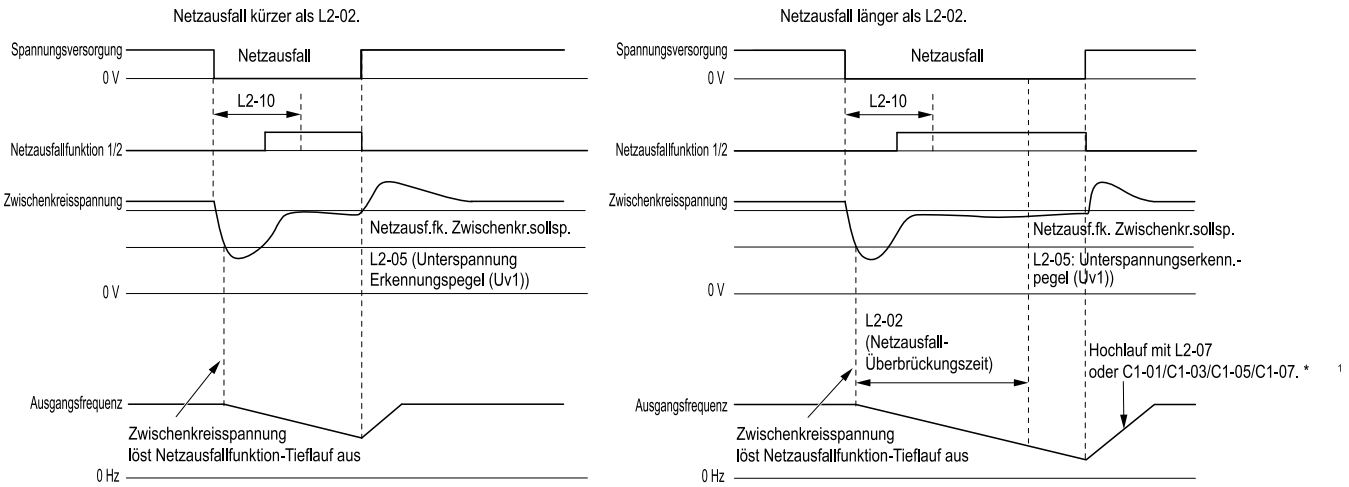 Netzausfall kürzer als L2-02.
Spannungsversorgung
Netzausfall
0 V
L2-10
Netzausfallfunktion 1/2
Zwischenkreisspannung
Netzausf.fk. Zwischenkr.sollsp.
L2-05 (Unterspannung
Erkennungspegel (Uv1))
0 V
Ausgangsfrequenz
Zwischenkreisspannung
löst Netzausfallfunktion-Tieflauf aus
0 Hz
Netzausfall länger als L2-02.
Spannungsversorgung
Netzausfall
0 V
L2-10
Netzausfallfunktion 1/2
Zwischenkreisspannung
Netzausf.fk. Zwischenkr.sollsp.
L2-05: Unterspannungserkenn.-
pegel (Uv1))
0 V
L2-02
(Netzausfall-
Überbrückungszeit)
Hochlauf mit L2-07
oder C1-01/C1-03/C1-05/C1-07. * 1
Ausgangsfrequenz
Zwischenkreisspannung
löst Netzausfallfunktion-Tieflauf aus
0 Hz